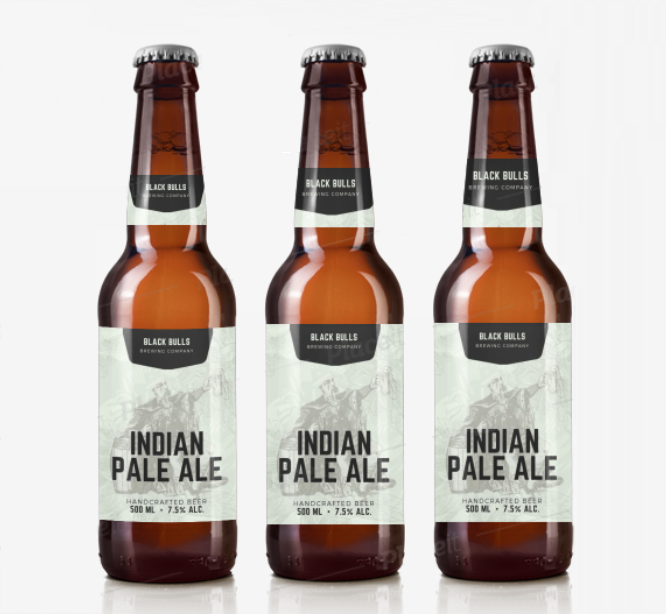 BLACK BULLS
BREWING COMPANY
BLACK BULLS
BREWING COMPANY
INDIAN
PALE ALE
HANDCRAFTED BEER
500 ML • 7.5% ALC.
BLACK BULLS
BREWING COMPANY
BLACK BULLS
BREWING COMPANY
INDIAN
PALE ALE
HANDCRAFTED BEER
500 ML • 7.5% ALC.
BLACK BULLS
BREWING COMPANY
BLACK BULLS
BREWING COMPANY
INDIAN
PALE ALE
HANDCRAFTED BEER
500 ML • 7.5% ALC.